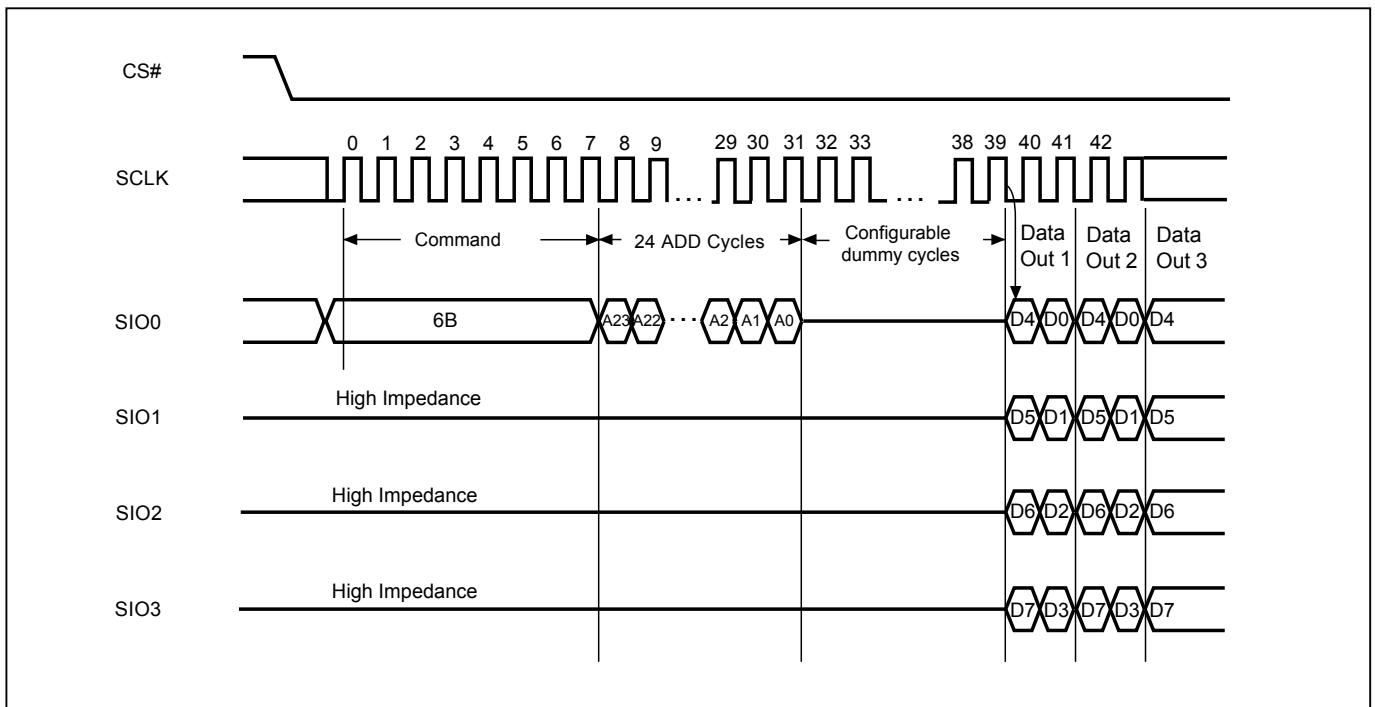 CS#
0 1 2 3 4 5 6 7 8 9 29 30 31 32 33 38 39 40 41 42
SCLK
. . . . . .
Command
24 ADD Cycles
Configurable
dummy cycles
Data
Out 1
Data
Out 2
Data
Out 3
SIO0
6B
A23 A22 . . . A2 A1 A0
D4 D0 D4 D0 D4
High Impedance
SIO1
D5 D1 D5 D1 D5
High Impedance
SIO2
D6 D2 D6 D2 D6
High Impedance
SIO3
D7 D3 D7 D3 D7